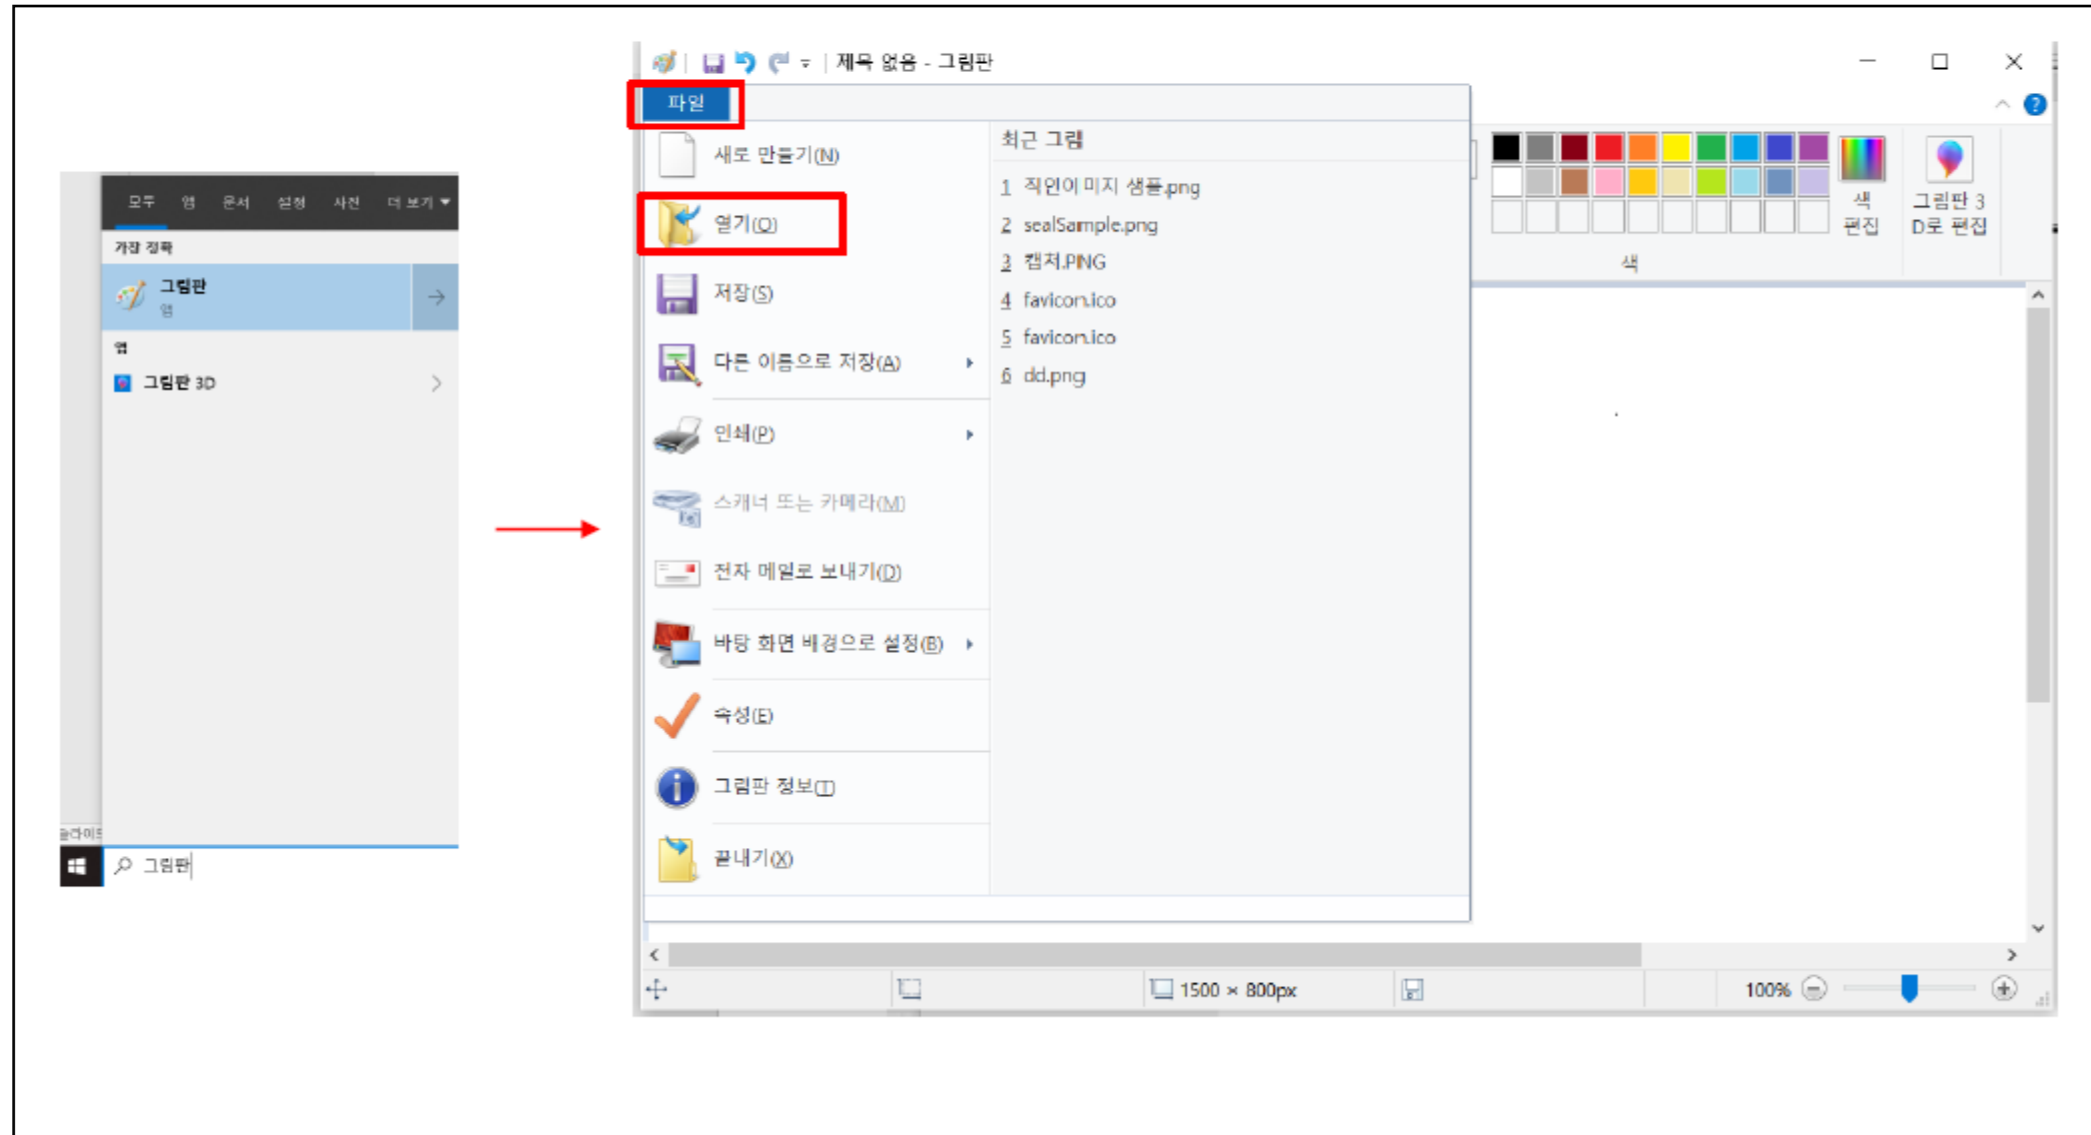 모두 앱 문서 설정 사진 더 보기
가장 정확
그림판
앱
앱
그림판 3D
슬라이드
그림판
제목 없음 - 그림판
파일
새로 만들기(N)
열기(O)
저장(S)
다른 이름으로 저장(A)
인쇄(P)
스캐너 또는 카메라(M)
전자 메일로 보내기(D)
바탕 화면 배경으로 설정(B)
속성(E)
그림판 정보(T)
끝내기(X)
최근 그림
1 직인이미지 샘플.png
2 sealSample.png
3 캡처.PNG
4 favicon.ico
5 favicon.ico
6 dd.png
색
편집
그림판 3
D로 편집
색
1500 × 800px
100%